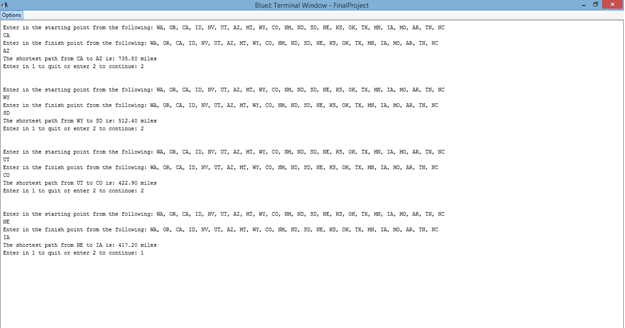 BlueJ: Terminal Window - FinalProject
Options
Enter in the starting point from the following: WA, OR, CA, ID, NV, UT, AZ, MT, WY, CO, NM, ND, SD, NE, KS, OK, TX, MN, IA, MO, AR, TN, NC
CA
Enter in the finish point from the following: WA, OR, CA, ID, NV, UT, AZ, MT, WY, CO, NM, ND, SD, NE, KS, OK, TX, MN, IA, MO, AR, TN, NC
AZ
The shortest path from CA to AZ is: 735.80 miles
Enter in 1 to quit or enter 2 to continue: 2
Enter in the starting point from the following: WA, OR, CA, ID, NV, UT, AZ, MT, WY, CO, NM, ND, SD, NE, KS, OK, TX, MN, IA, MO, AR, TN, NC
WY
Enter in the finish point from the following: WA, OR, CA, ID, NV, UT, AZ, MT, WY, CO, NM, ND, SD, NE, KS, OK, TX, MN, IA, MO, AR, TN, NC
SD
The shortest path from WY to SD is: 512.40 miles
Enter in 1 to quit or enter 2 to continue: 2
Enter in the starting point from the following: WA, OR, CA, ID, NV, UT, AZ, MT, WY, CO, NM, ND, SD, NE, KS, OK, TX, MN, IA, MO, AR, TN, NC
UT
Enter in the finish point from the following: WA, OR, CA, ID, NV, UT, AZ, MT, WY, CO, NM, ND, SD, NE, KS, OK, TX, MN, IA, MO, AR, TN, NC
CO
The shortest path from UT to CO is: 422.90 miles
Enter in 1 to quit or enter 2 to continue: 2
Enter in the starting point from the following: WA, OR, CA, ID, NV, UT, AZ, MT, WY, CO, NM, ND, SD, NE, KS, OK, TX, MN, IA, MO, AR, TN, NC
NE
Enter in the finish point from the following: WA, OR, CA, ID, NV, UT, AZ, MT, WY, CO, NM, ND, SD, NE, KS, OK, TX, MN, IA, MO, AR, TN, NC
IA
The shortest path from NE to IA is: 417.20 miles
Enter in 1 to quit or enter 2 to continue: 1